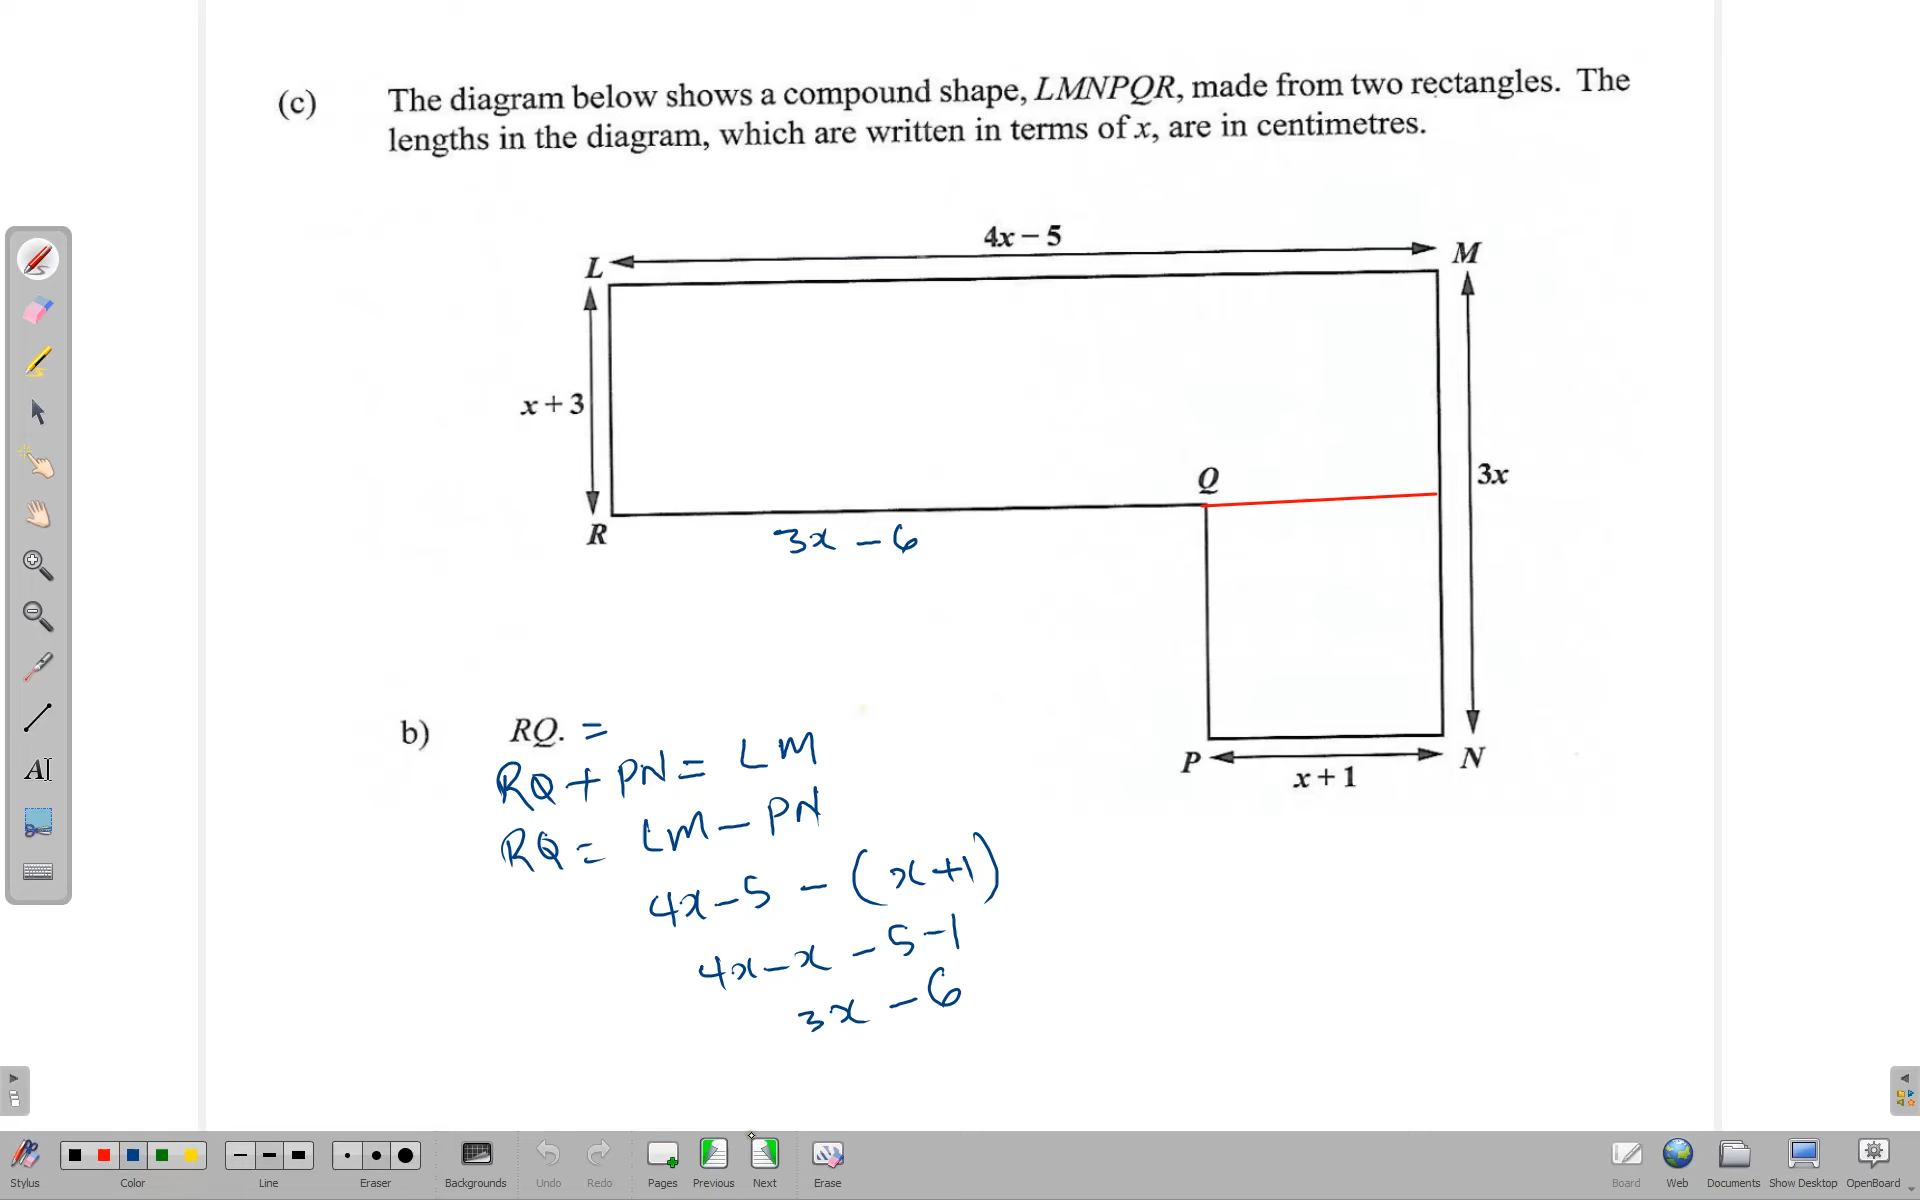 (c) The diagram below shows a compound shape, LMNPQR, made from two rectangles. The
lengths in the diagram, which are written in terms of x, are in centimetres.
4x – 5
L
M
x + 3
Q
3x
R
3x - 6
P
N
x + 1
b) RQ. =
RQ + PN = LM
RQ = LM - PN
4x - 5 - (x+1)
4x - x - 5 - 1
3x - 6
AI
Stylus
Color
Line
Eraser
Backgrounds
Undo
Redo
Pages
Previous
Next
Erase
Board
Web
Documents
Show Desktop
OpenBoard